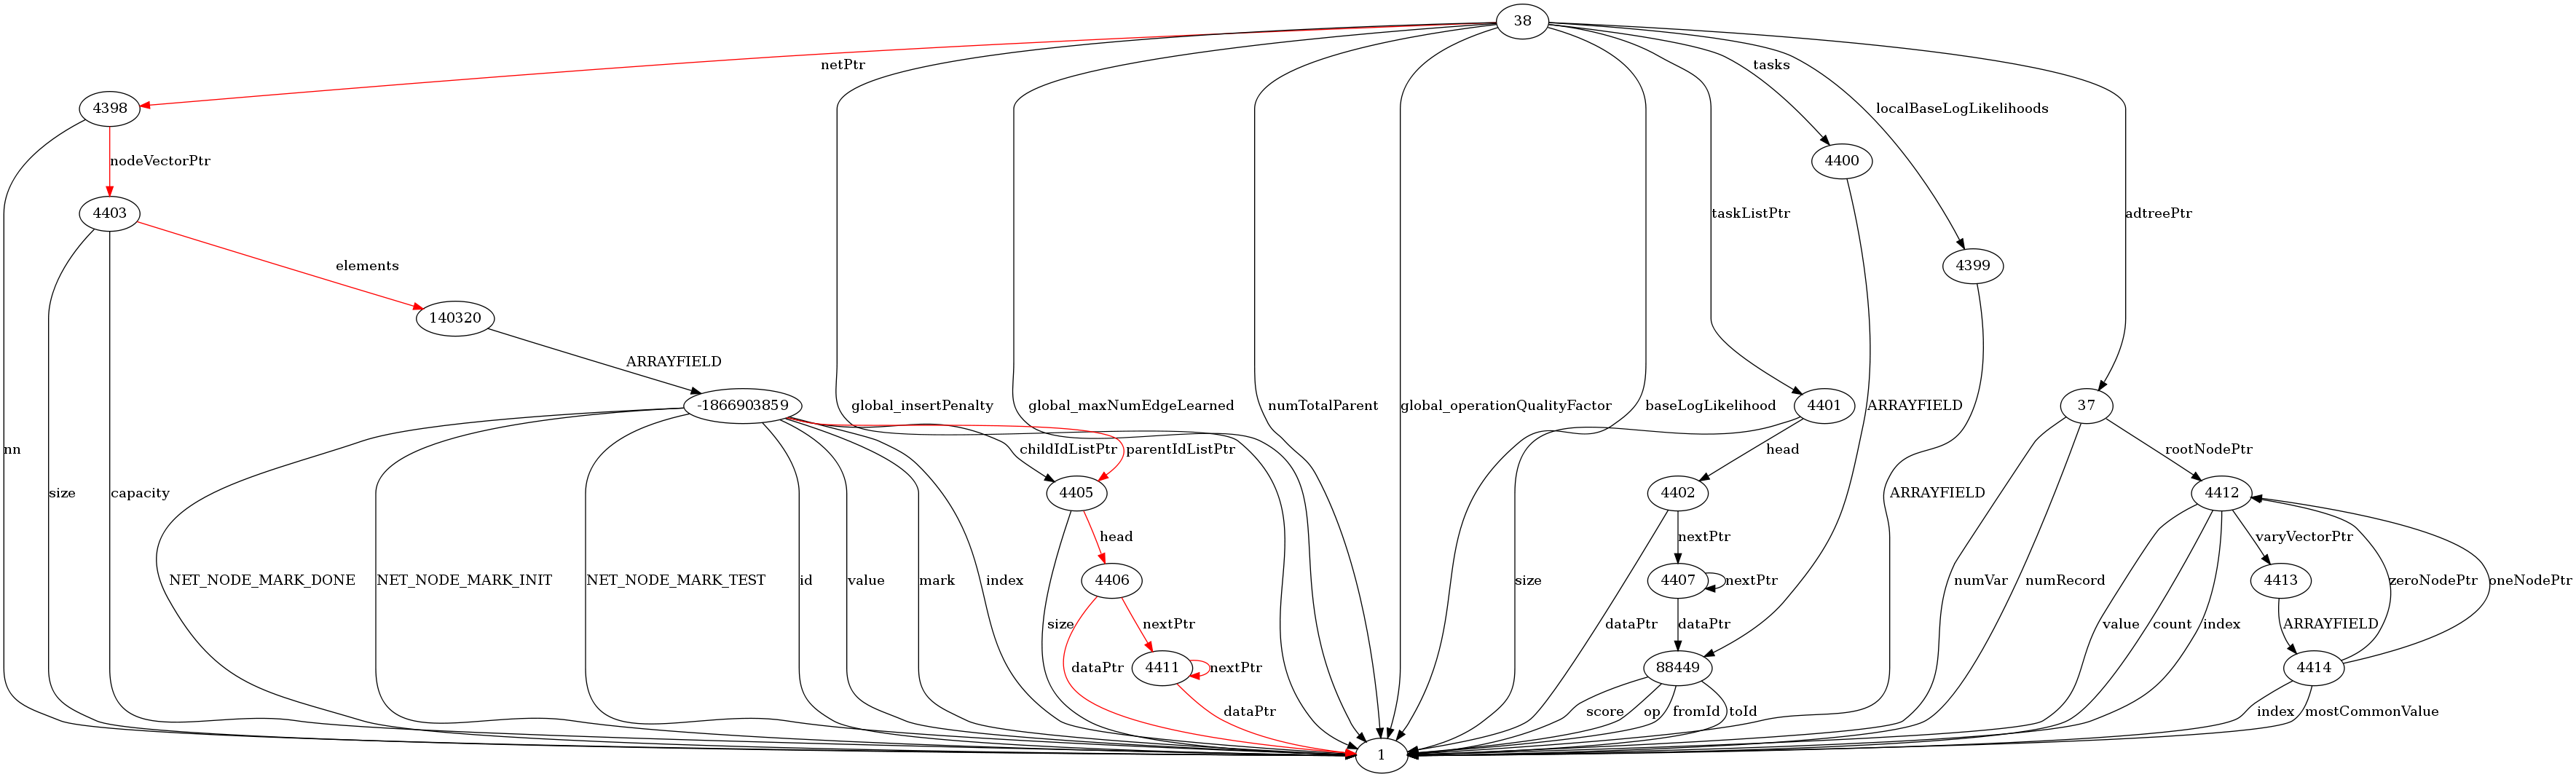 38
netPtr
tasks
4398
localBaseLogLikelihoods
nodeVectorPtr
4400
4403
taskListPtr
adtreePtr
elements
4399
140320
ARRAYFIELD
-1866903859
global_insertPenalty
global_maxNumEdgeLearned
numTotalParent
global_operationQualityFactor
baseLogLikelihood
4401
ARRAYFIELD
37
nn
childIdListPtr
parentIdListPtr
head
rootNodePtr
size
capacity
4405
4402
ARRAYFIELD
4412
head
nextPtr
varyVectorPtr
NET_NODE_MARK_DONE
NET_NODE_MARK_INIT
NET_NODE_MARK_TEST
id
value
mark
index
4406
size
4407
nextPtr
numVar
numRecord
4413
zeroNodePtr
oneNodePtr
size
nextPtr
dataPtr
dataPtr
value
count
index
ARRAYFIELD
dataPtr
4411
nextPtr
88449
4414
dataPtr
score
op
fromId
toId
index
mostCommonValue
1